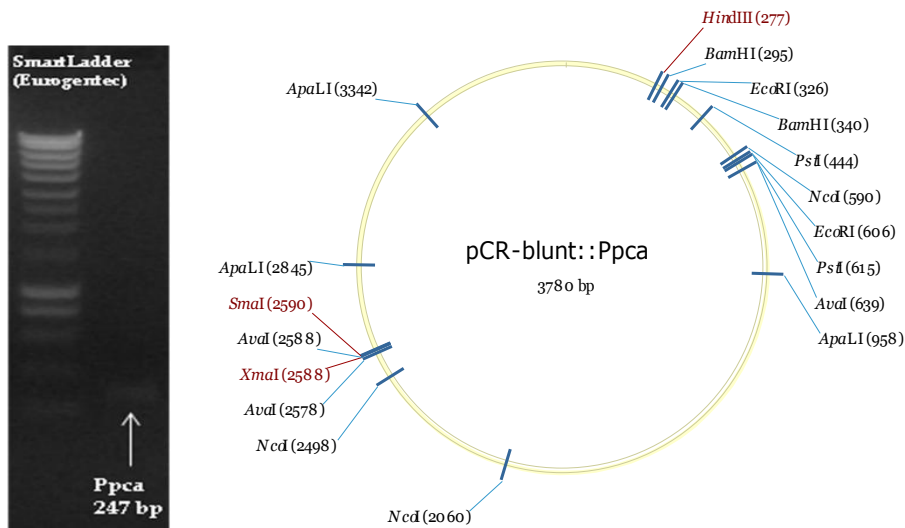 SmartLadder
(Eurogentec)
Ppca
247 bp
HindIII (277)
BamHI (295)
EcoRI (326)
BamHI (340)
PstI (444)
NcoI (590)
EcoRI (606)
PstI (615)
AvaI (639)
ApaLI (958)
ApaLI (3342)
ApaLI (2845)
SmaI (2590)
AvaI (2588)
XmaI (2588)
AvaI (2578)
NcoI (2498)
NcoI (2060)
pCR-blunt::Ppca
3780 bp